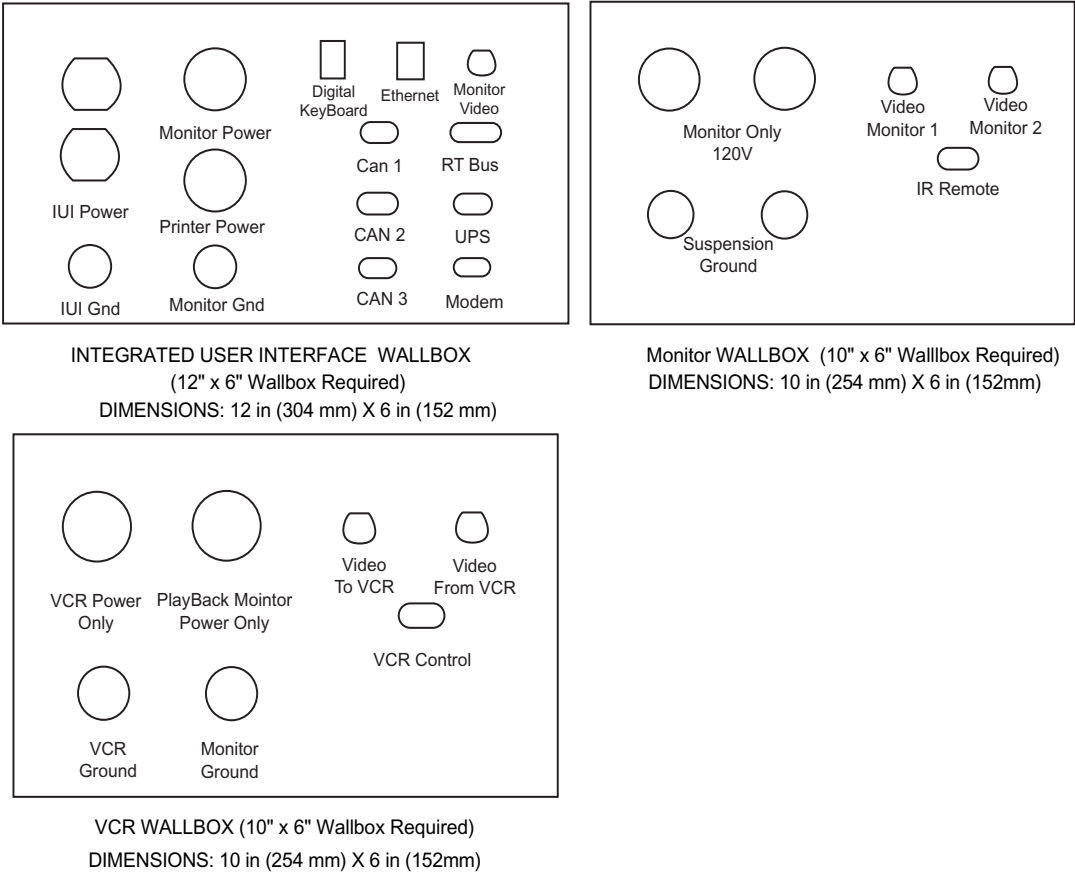 Digital
KeyBoard
Ethernet
Monitor
Video
Monitor Power
Can 1
RT Bus
IUI Power
Printer Power
CAN 2
UPS
IUI Gnd
Monitor Gnd
CAN 3
Modem
INTEGRATED USER INTERFACE WALLBOX
(12" x 6" Wallbox Required)
DIMENSIONS: 12 in (304 mm) X 6 in (152 mm)
Monitor Only
120V
Video
Monitor 1
Video
Monitor 2
IR Remote
Suspension
Ground
Monitor WALLBOX (10" x 6" Walllbox Required)
DIMENSIONS: 10 in (254 mm) X 6 in (152mm)
VCR Power
Only
PlayBack Mointor
Power Only
Video
To VCR
Video
From VCR
VCR Control
VCR
Ground
Monitor
Ground
VCR WALLBOX (10" x 6" Wallbox Required)
DIMENSIONS: 10 in (254 mm) X 6 in (152mm)